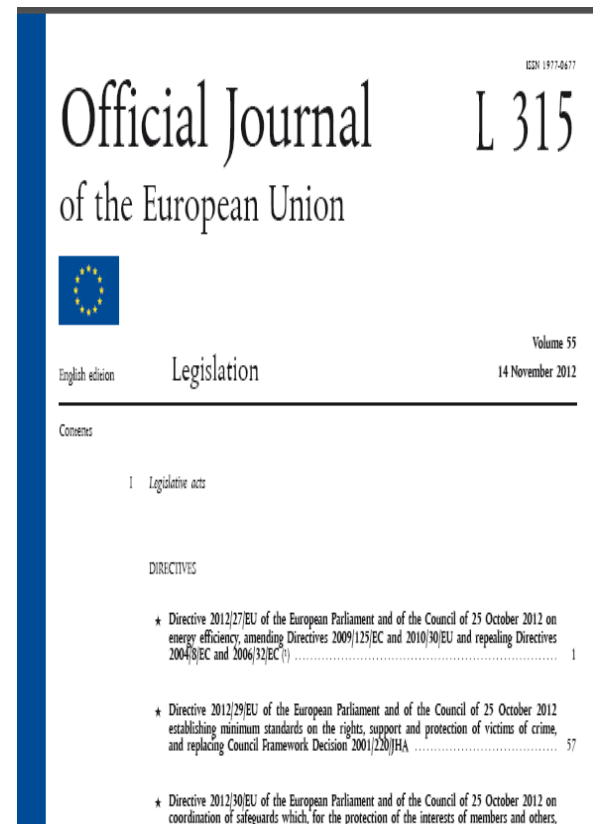 ISSN 1977-0677
Official Journal L 315
of the European Union
Volume 55
English edition Legislation 14 November 2012
Contents
I Legislative acts
DIRECTIVES
★ Directive 2012/27/EU of the European Parliament and of the Council of 25 October 2012 on
energy efficiency, amending Directives 2009/125/EC and 2010/30/EU and repealing Directives
2004/8/EC and 2006/32/EC (¹) ................................................................ 1
★ Directive 2012/29/EU of the European Parliament and of the Council of 25 October 2012
establishing minimum standards on the rights, support and protection of victims of crime,
and replacing Council Framework Decision 2001/220/JHA ................................... 57
★ Directive 2012/30/EU of the European Parliament and of the Council of 25 October 2012 on
coordination of safeguards which, for the protection of the interests of members and others,